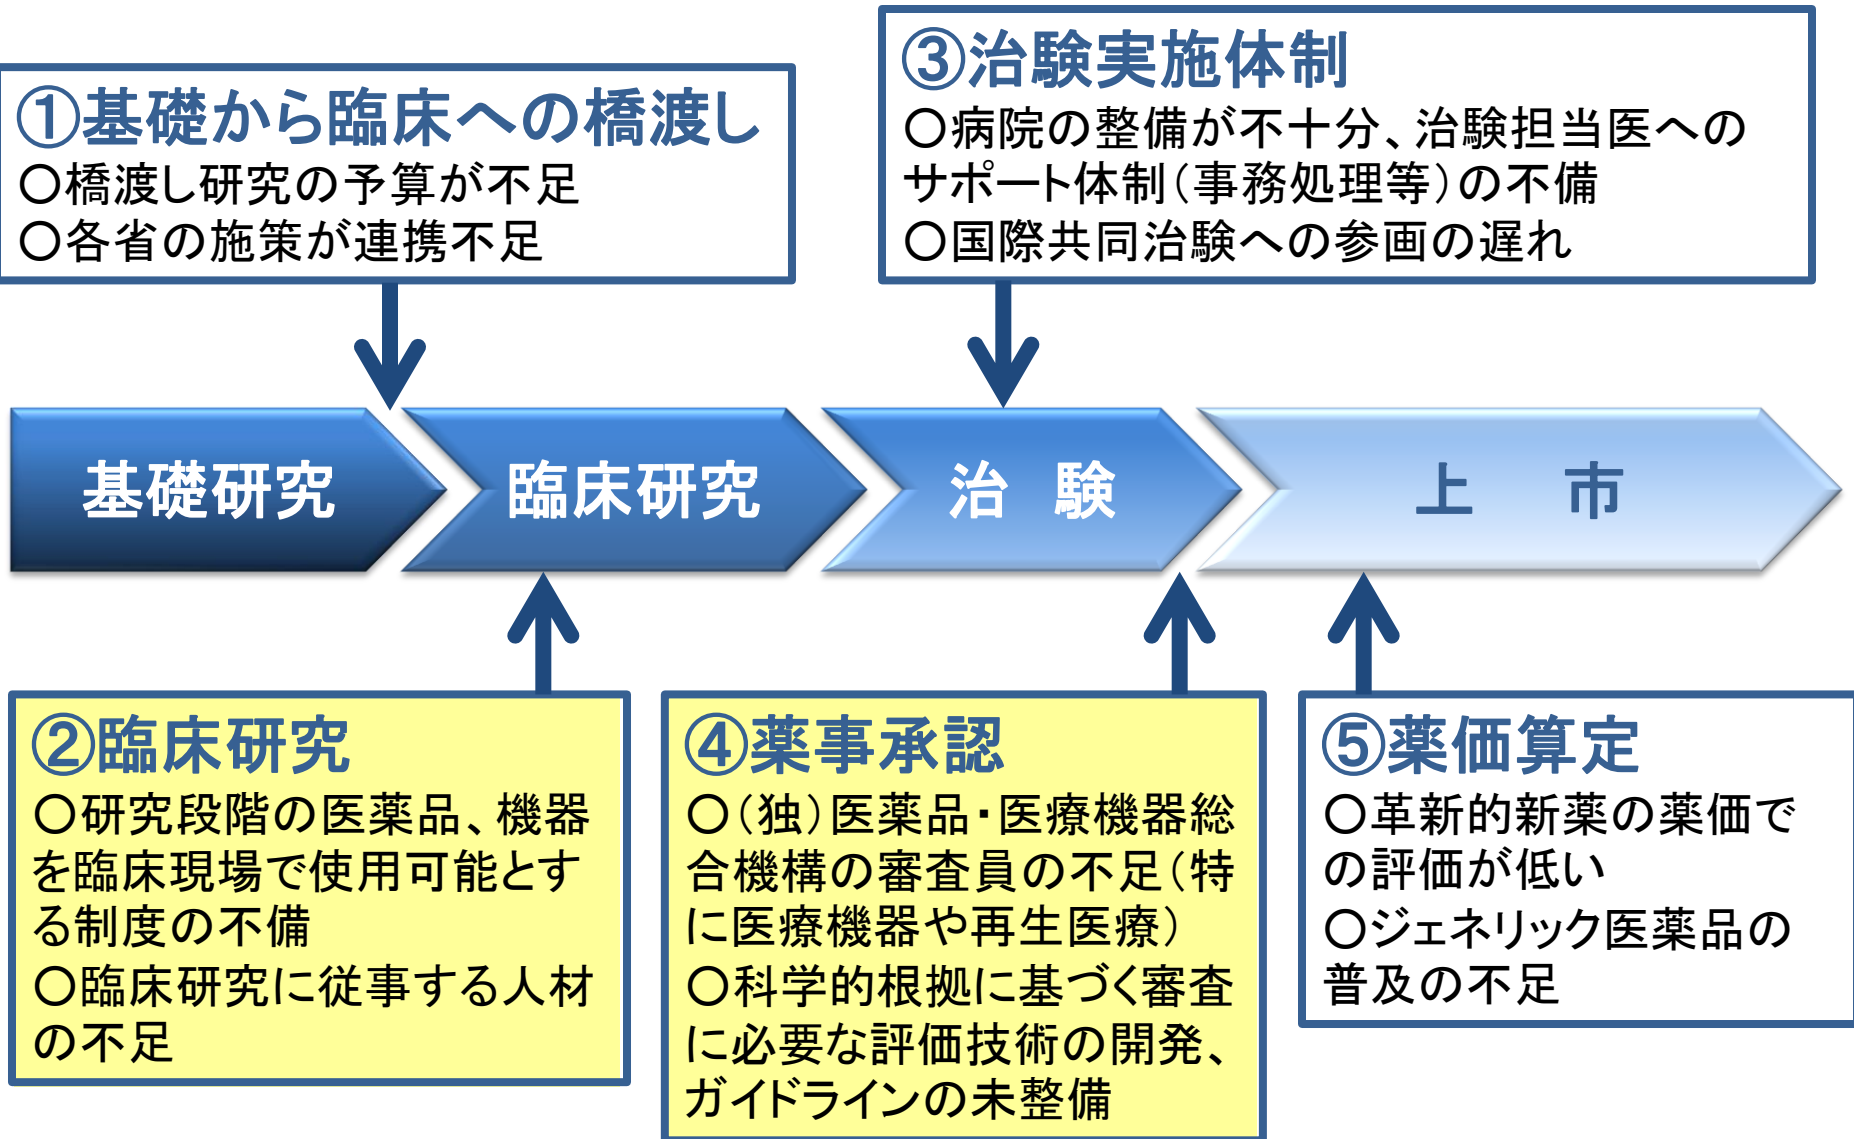 ①基礎から臨床への橋渡し
○橋渡し研究の予算が不足
○各省の施策が連携不足
③治験実施体制
○病院の整備が不十分、治験担当医への
サポート体制(事務処理等)の不備
○国際共同治験への参画の遅れ
基礎研究
臨床研究
治 験
上 市
②臨床研究
○研究段階の医薬品、機器
を臨床現場で使用可能とす
る制度の不備
○臨床研究に従事する人材
の不足
④薬事承認
○(独)医薬品・医療機器総
合機構の審査員の不足(特
に医療機器や再生医療)
○科学的根拠に基づく審査
に必要な評価技術の開発、
ガイドラインの未整備
⑤薬価算定
○革新的新薬の薬価で
の評価が低い
○ジェネリック医薬品の
普及の不足